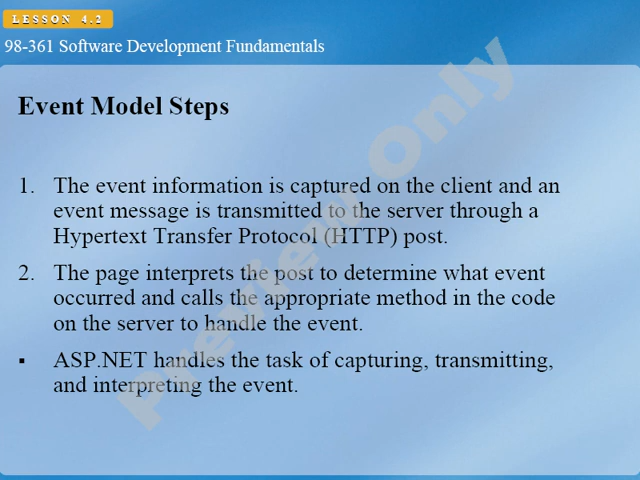 LESSON 4.2
98-361 Software Development Fundamentals
Event Model Steps
1. The event information is captured on the client and an
event message is transmitted to the server through a
Hypertext Transfer Protocol (HTTP) post.
2. The page interprets the post to determine what event
occurred and calls the appropriate method in the code
on the server to handle the event.
▪ ASP.NET handles the task of capturing, transmitting,
and interpreting the event.
Preview Only